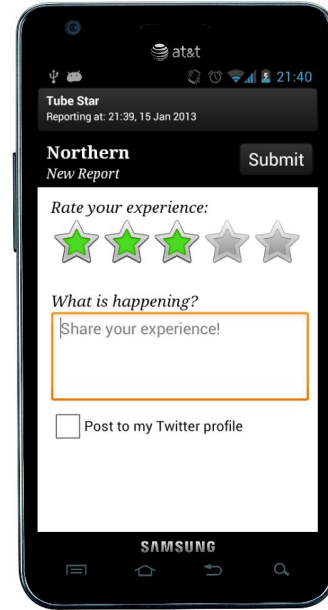 at&t
21:40
Tube Star
Reporting at: 21:39, 15 Jan 2013
Northern
New Report
Submit
Rate your experience:
What is happening?
Share your experience!
Post to my Twitter profile
SAMSUNG